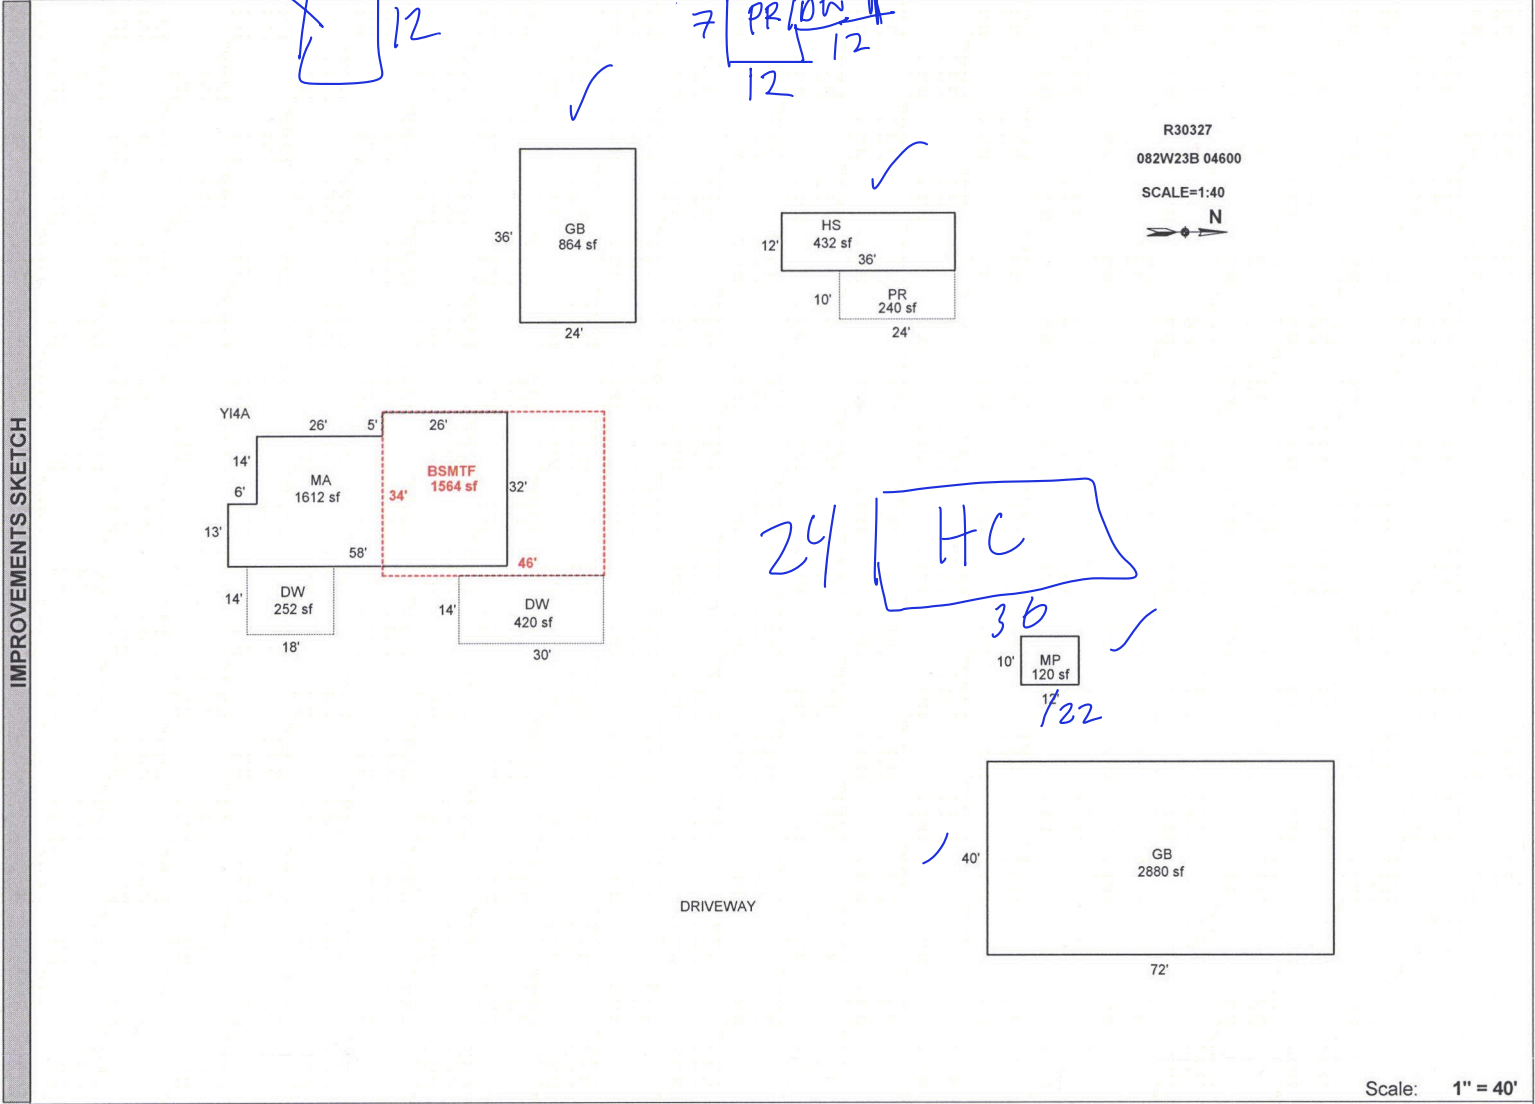 12
7 PR DW
12
12
R30327
082W23B 04600
SCALE=1:40
N
36'
GB
864 sf
24'
12'
HS
432 sf
36'
10'
PR
240 sf
24'
YI4A
26'
5'
26'
14'
MA
1612 sf
BSMTF
1564 sf
34'
32'
6'
13'
58'
46'
14'
DW
252 sf
18'
14'
DW
420 sf
30'
24
HC
36
10'
MP
120 sf
12'
/22
40'
GB
2880 sf
72'
DRIVEWAY
IMPROVEMENTS SKETCH
Scale: 1" = 40'